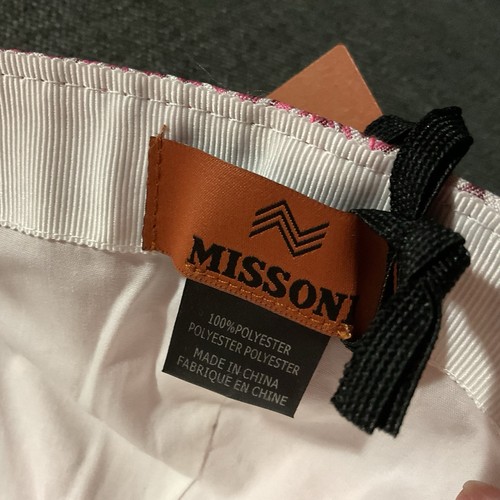 MISSONI
100%POLYESTER
POLYESTER POLYESTER
MADE IN CHINA
FABRIQUE EN CHINE